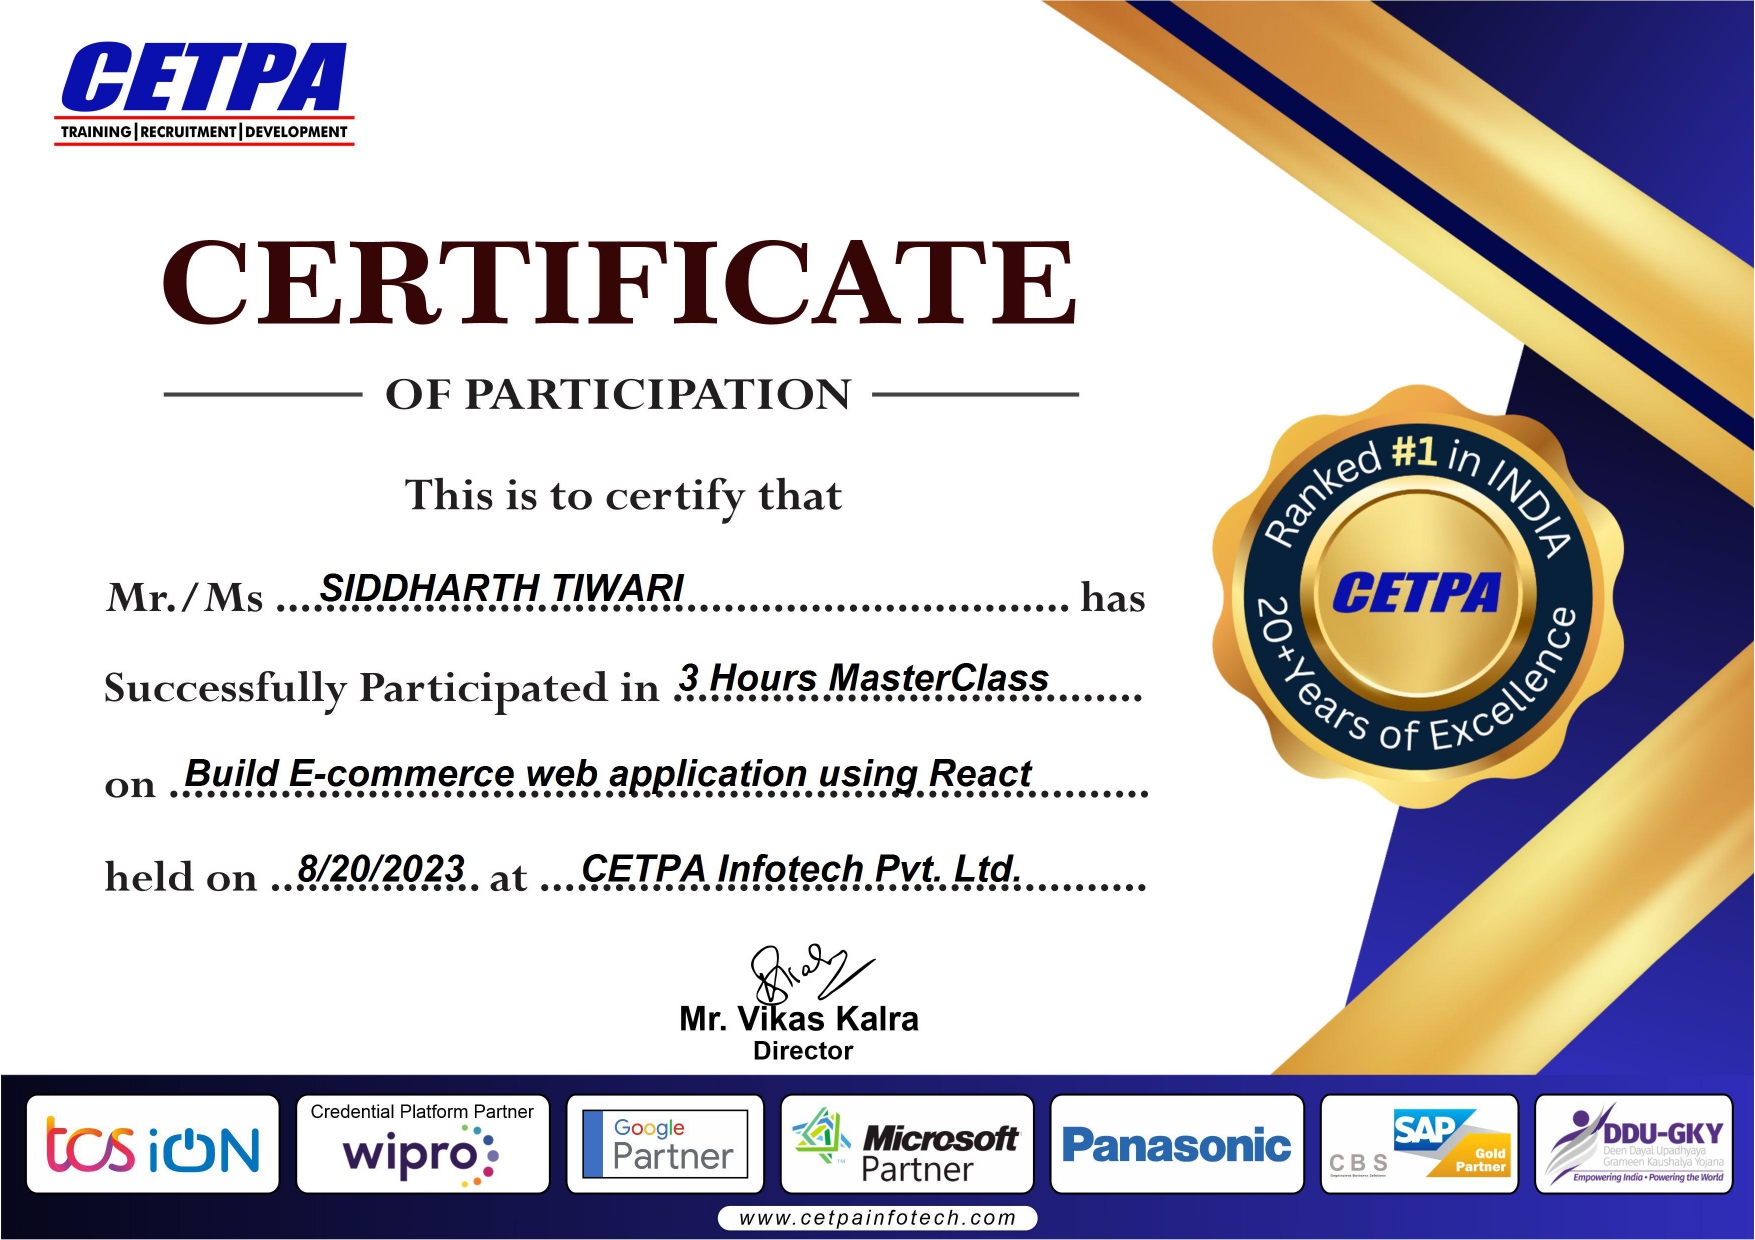 CETPA
TRAINING|RECRUITMENT|DEVELOPMENT
CERTIFICATE
OF PARTICIPATION
This is to certify that
Mr./Ms SIDDHARTH TIWARI has
Successfully Participated in 3 Hours MasterClass
on Build E-commerce web application using React
held on 8/20/2023 at CETPA Infotech Pvt. Ltd.
Ranked #1 in INDIA
CETPA
20+Years of Excellence
Mr. Vikas Kalra
Director
tcs iON
Credential Platform Partner
wipro
Google
Partner
Microsoft
Partner
Panasonic
CBS
SAP
Gold
Partner
DDU-GKY
Deen Dayal Upadhyaya
Grameen Kaushalya Yojana
Empowering India • Powering the World
www.cetpainfotech.com